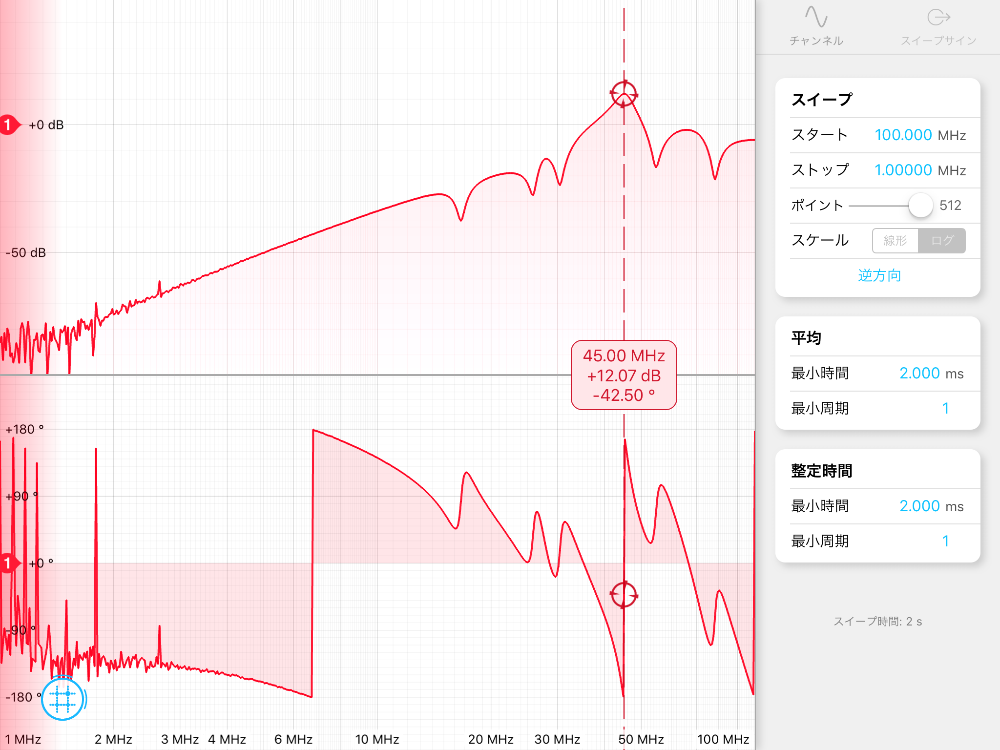 チャンネル
スイープサイン
1
+0 dB
-50 dB
45.00 MHz
+12.07 dB
-42.50 °
+180 °
+90 °
1
+0 °
-90 °
-180 °
1 MHz 2 MHz 3 MHz 4 MHz 6 MHz 10 MHz 20 MHz 30 MHz 50 MHz 100 MHz
スイープ
スタート 100.000 MHz
ストップ 1.00000 MHz
ポイント 512
スケール 線形 ログ
逆方向
平均
最小時間 2.000 ms
最小周期 1
整定時間
最小時間 2.000 ms
最小周期 1
スイープ時間: 2 s